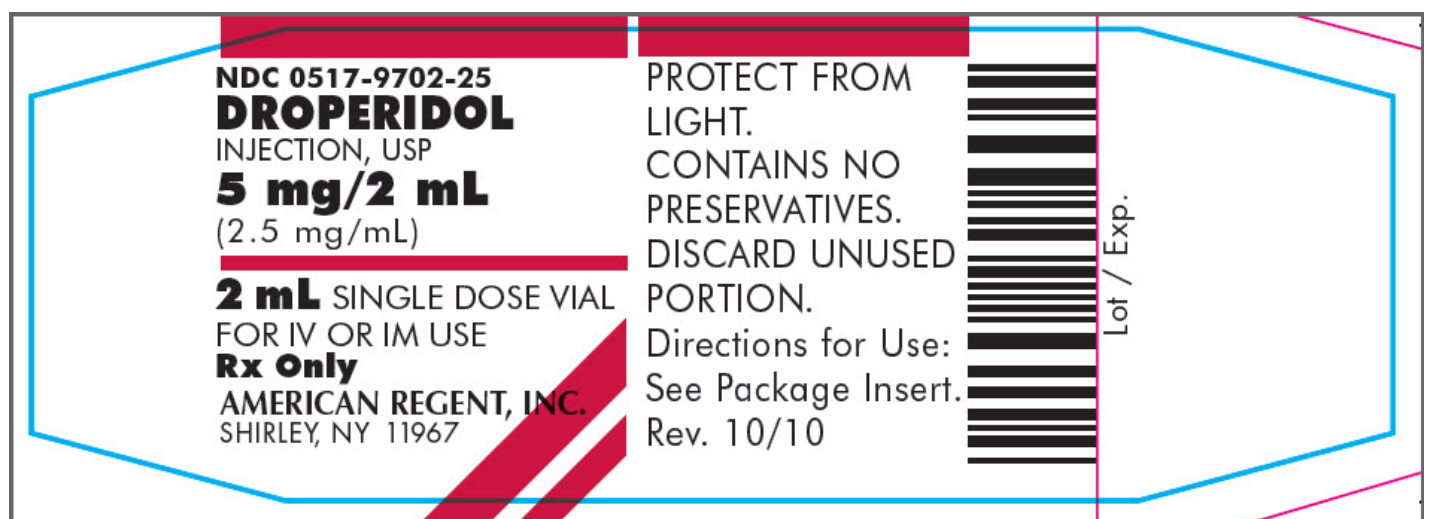 NDC 0517-9702-25
DROPERIDOL
INJECTION, USP
5 mg/2 mL
(2.5 mg/mL)
2 mL SINGLE DOSE VIAL
FOR IV OR IM USE
Rx Only
AMERICAN REGENT, INC.
SHIRLEY, NY 11967
PROTECT FROM
LIGHT.
CONTAINS NO
PRESERVATIVES.
DISCARD UNUSED
PORTION.
Directions for Use:
See Package Insert.
Rev. 10/10
Lot / Exp.